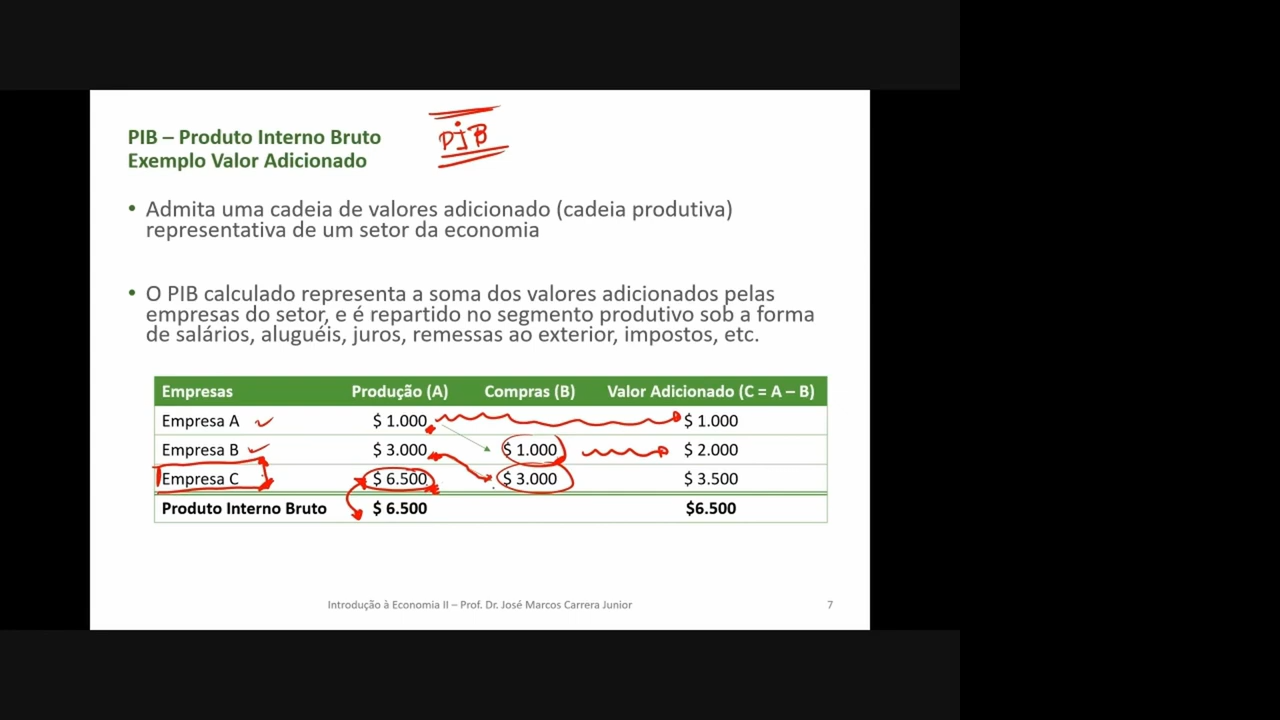 PIB – Produto Interno Bruto
PIB
Exemplo Valor Adicionado
• Admita uma cadeia de valores adicionado (cadeia produtiva)
representativa de um setor da economia
• O PIB calculado representa a soma dos valores adicionados pelas
empresas do setor, e é repartido no segmento produtivo sob a forma
de salários, aluguéis, juros, remessas ao exterior, impostos, etc.
Empresas Produção (A) Compras (B) Valor Adicionado (C = A – B)
Empresa A $ 1.000 $ 1.000
Empresa B $ 3.000 $ 1.000 $ 2.000
Empresa C $ 6.500 $ 3.000 $ 3.500
Produto Interno Bruto $ 6.500 $6.500
Introdução à Economia II – Prof. Dr. José Marcos Carrera Junior 7